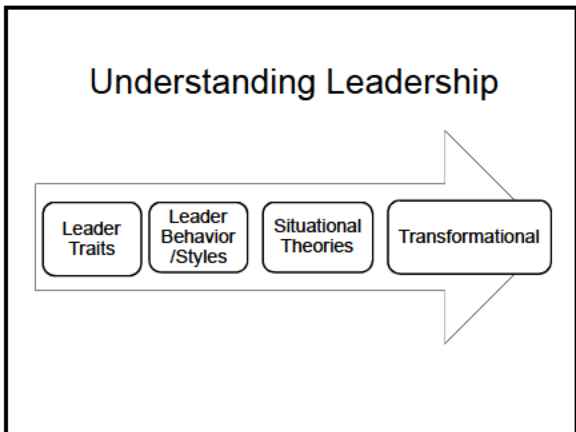 Understanding Leadership
Leader
Traits
Leader
Behavior
/Styles
Situational
Theories
Transformational